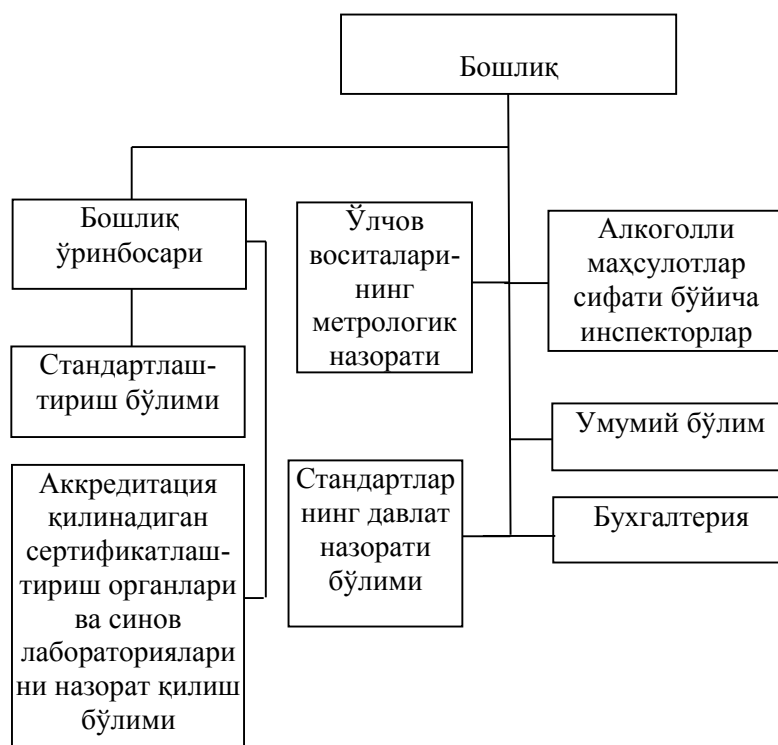 Бошлиқ
Бошлиқ
ўринбосари
Ўлчов
воситалари-
нинг
метрологик
назорати
Алкоголли
маҳсулотлар
сифати бўйича
инспекторлар
Стандартлаш-
тириш бўлими
Умумий бўлим
Аккредитация
қилинадиган
сертификатлаш-
тириш органлари
ва синов
лабораториялари
ни назорат қилиш
бўлими
Стандартлар
нинг давлат
назорати
бўлими
Бухгалтерия